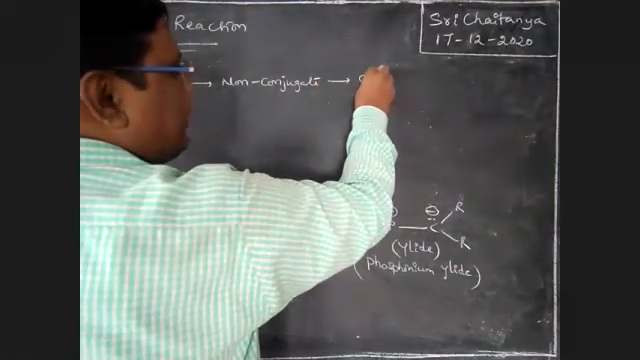 Reaction
Sri Chaitanya
17-12-2020
→ Non-Conjugate →
⊖
C
R
R
(Ylide)
(Phosphonium Ylide)